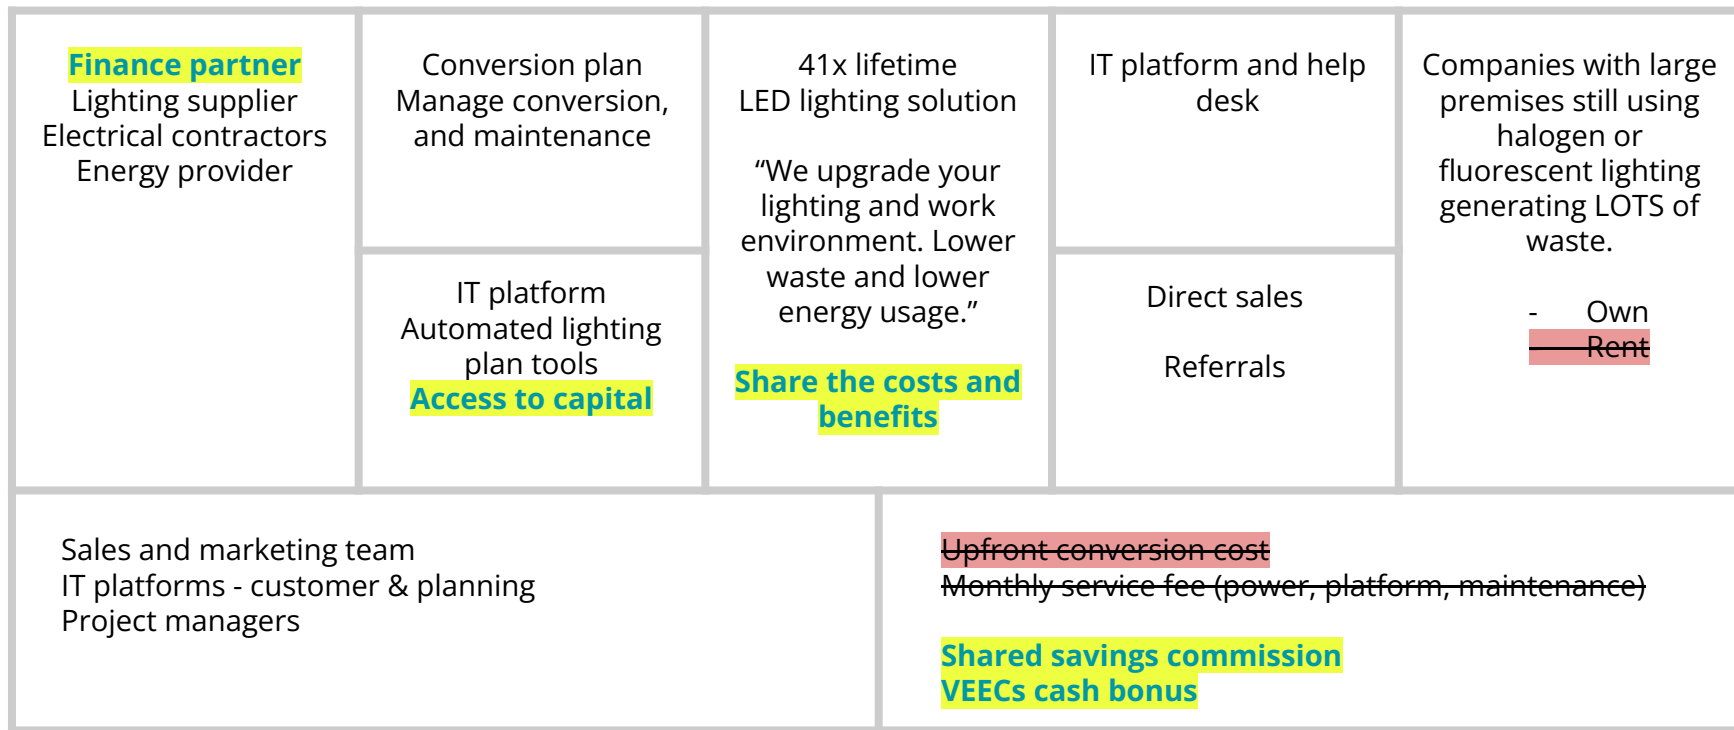 Finance partner
Lighting supplier
Electrical contractors
Energy provider
Conversion plan
Manage conversion,
and maintenance
IT platform
Automated lighting
plan tools
Access to capital
41x lifetime
LED lighting solution
“We upgrade your
lighting and work
environment. Lower
waste and lower
energy usage.”
Share the costs and
benefits
IT platform and help
desk
Direct sales
Referrals
Companies with large
premises still using
halogen or
fluorescent lighting
generating LOTS of
waste.
- Own
- Rent
Sales and marketing team
IT platforms - customer & planning
Project managers
Upfront conversion cost
Monthly service fee (power, platform, maintenance)
Shared savings commission
VEECs cash bonus